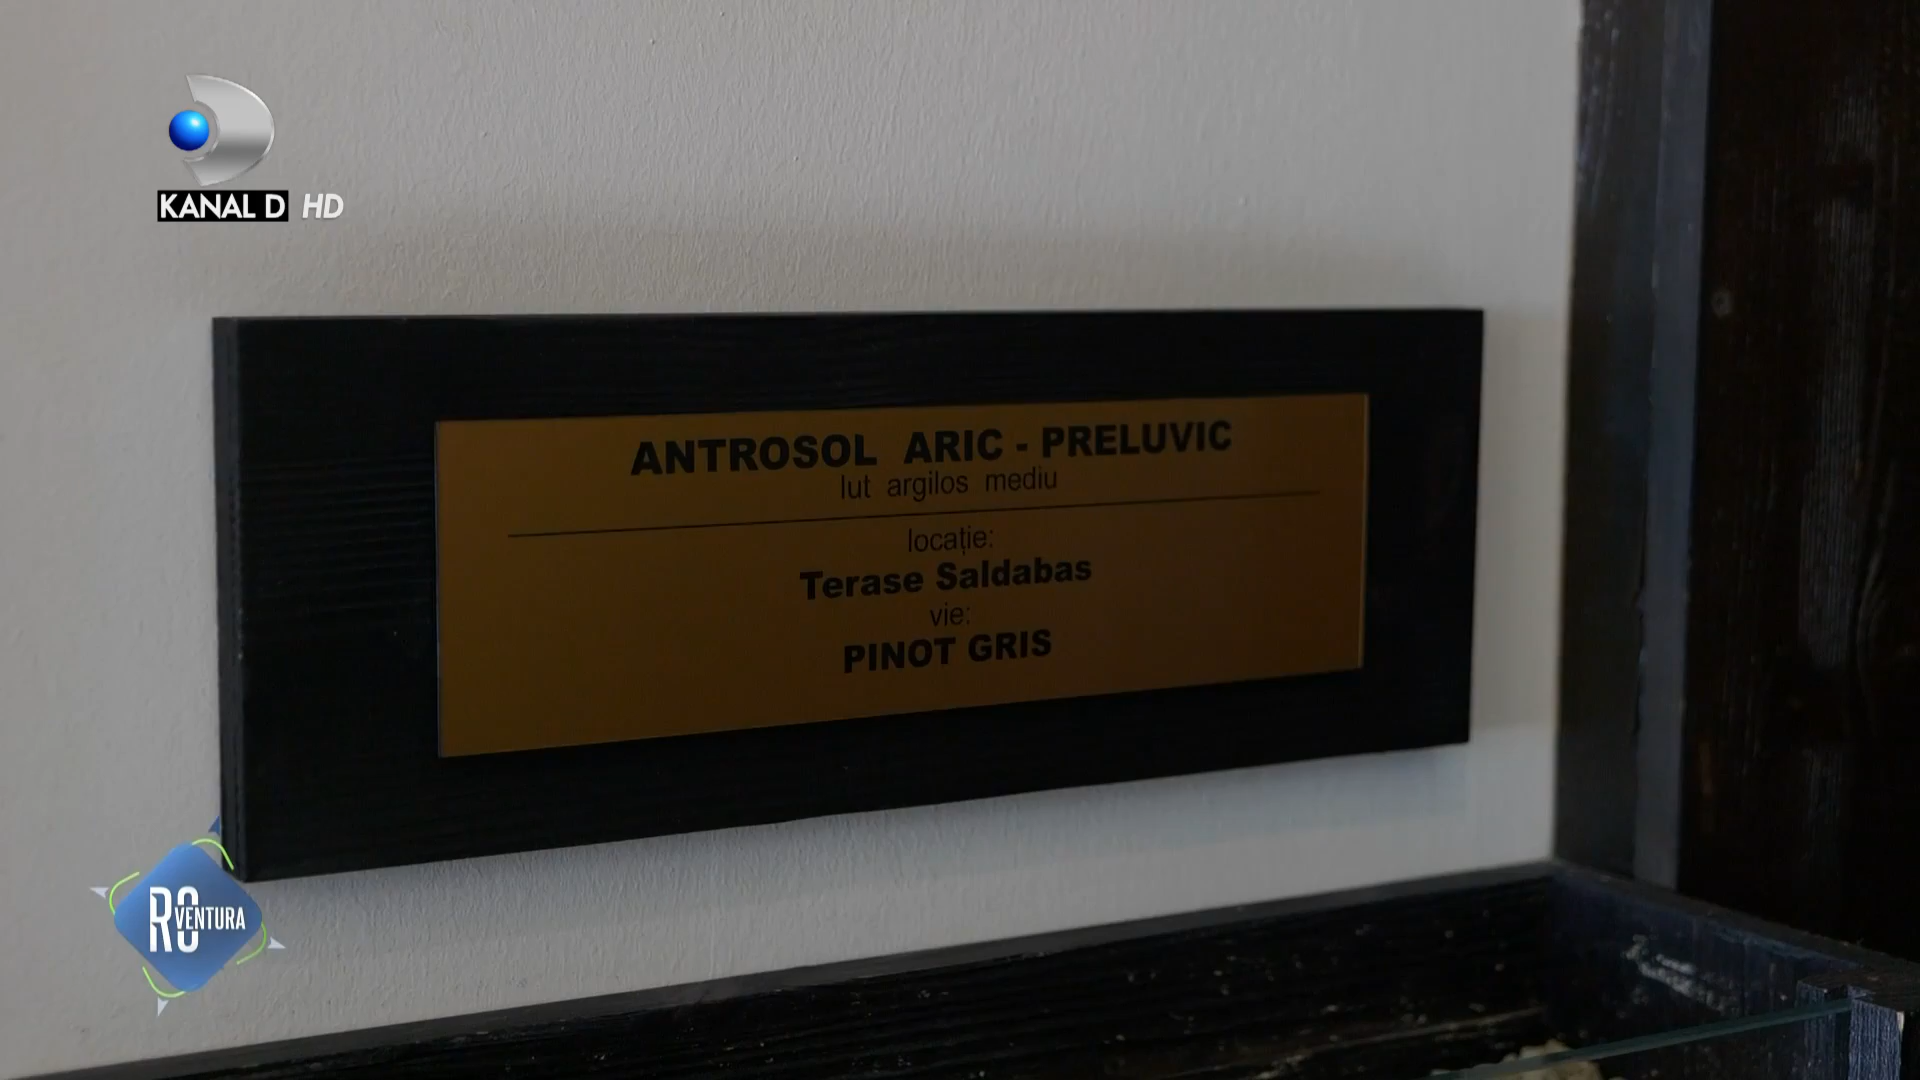 KANAL D HD
ANTROSOL ARIC - PRELUVIC
lut argilos mediu
locație:
Terase Saldabas
vie:
PINOT GRIS
RO
VENTURA